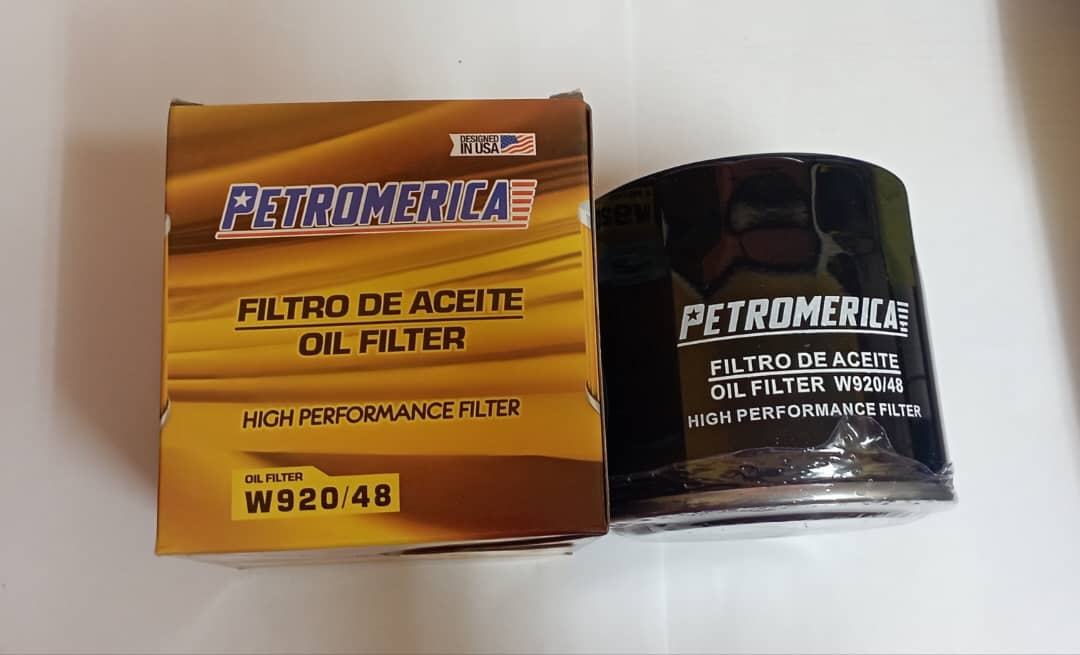 DESIGNED
IN USA
PETROMERICA
FILTRO DE ACEITE
OIL FILTER
HIGH PERFORMANCE FILTER
OIL FILTER
W920/48
PETROMERICA
FILTRO DE ACEITE
OIL FILTER W920/48
HIGH PERFORMANCE FILTER